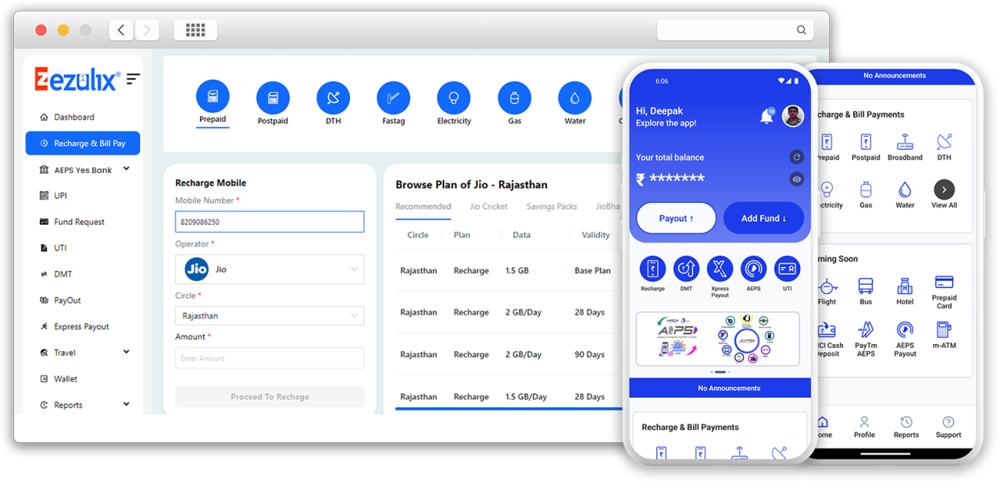 ezulix®
Dashboard
Recharge & Bill Pay
AEPS Yes Bank
UPI
Fund Request
UTI
DMT
PayOut
Express Payout
Travel
Wallet
Reports
Prepaid
Postpaid
DTH
Fastag
Electricity
Gas
Water
Recharge Mobile
Mobile Number *
8209086250
Operator *
Jio
Jio
Circle *
Rajasthan
Amount *
Enter Amount
Proceed To Rechage
Browse Plan of Jio - Rajasthan
Recommended Jio Cricket Savings Packs JioBha
Circle Plan Data Validity
Rajasthan Recharge 1.5 GB Base Plan
Rajasthan Recharge 2 GB/Day 28 Days
Rajasthan Recharge 2 GB/Day 90 Days
Rajasthan Recharge 1.5 GB/Day 28 Days
6:06
Hi, Deepak
Explore the app!
10
Your total balance
₹ *******
Payout ↑
Add Fund ↓
Recharge
DMT
Xpress
Payout
AEPS
UTI
AEPS
AEPS
No Announcements
Recharge & Bill Payments
No Announcements
charge & Bill Payments
repaid
Postpaid
Broadband
DTH
ctricity
Gas
Water
View All
ming Soon
Flight
Bus
Hotel
Prepaid
Card
CI Cash
eposit
PayTm
AEPS
AEPS
Payout
m-ATM
ome
Profile
Reports
Support